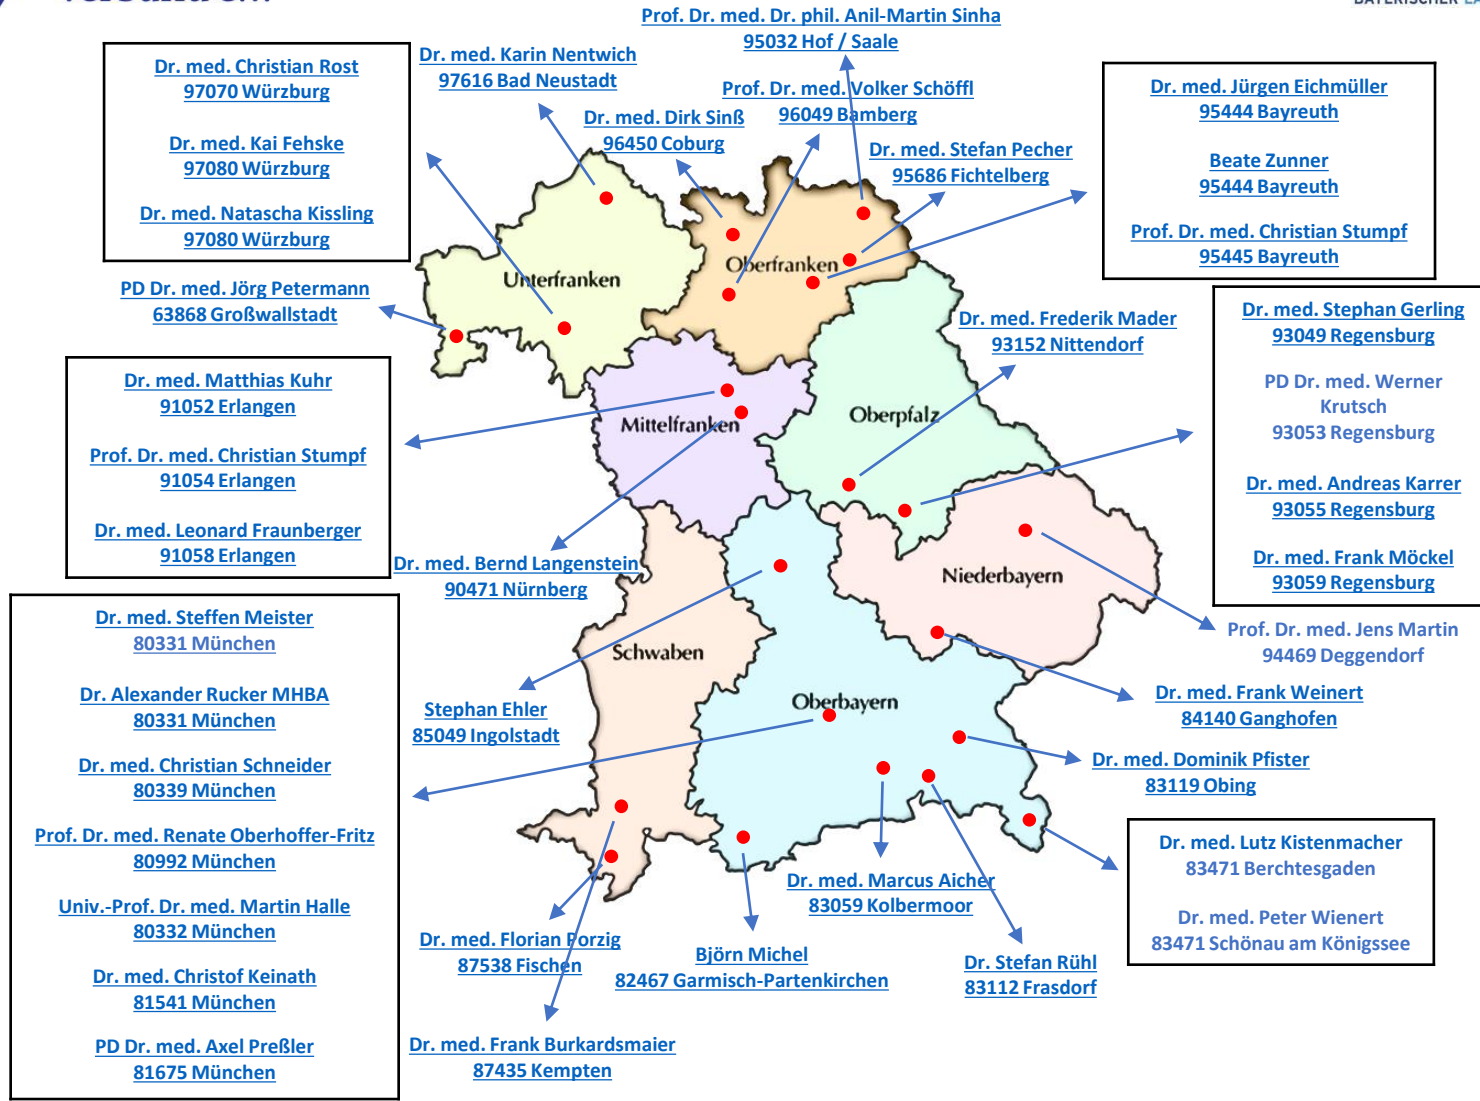 Prof. Dr. med. Dr. phil. Anil-Martin Sinha
95032 Hof / Saale
Dr. med. Karin Nentwich
97616 Bad Neustadt
Prof. Dr. med. Volker Schöffl
96049 Bamberg
Dr. med. Dirk Sinß
96450 Coburg
Dr. med. Stefan Pecher
95686 Fichtelberg
Dr. med. Christian Rost
97070 Würzburg
Dr. med. Kai Fehske
97080 Würzburg
Dr. med. Natascha Kissling
97080 Würzburg
Dr. med. Jürgen Eichmüller
95444 Bayreuth
Beate Zunner
95444 Bayreuth
Prof. Dr. med. Christian Stumpf
95445 Bayreuth
PD Dr. med. Jörg Petermann
63868 Großwallstadt
Unterfranken
Oberfranken
Dr. med. Frederik Mader
93152 Nittendorf
Dr. med. Stephan Gerling
93049 Regensburg
PD Dr. med. Werner
Krutsch
93053 Regensburg
Dr. med. Andreas Karrer
93055 Regensburg
Dr. med. Frank Möckel
93059 Regensburg
Dr. med. Matthias Kuhr
91052 Erlangen
Prof. Dr. med. Christian Stumpf
91054 Erlangen
Dr. med. Leonard Fraunberger
91058 Erlangen
Mittelfranken
Oberpfalz
Dr. med. Bernd Langenstein
90471 Nürnberg
Niederbayern
Prof. Dr. med. Jens Martin
94469 Deggendorf
Schwaben
Oberbayern
Dr. med. Frank Weinert
84140 Ganghofen
Stephan Ehler
85049 Ingolstadt
Dr. med. Dominik Pfister
83119 Obing
Dr. med. Steffen Meister
80331 München
Dr. Alexander Rucker MHBA
80331 München
Dr. med. Christian Schneider
80339 München
Prof. Dr. med. Renate Oberhoffer-Fritz
80992 München
Univ.-Prof. Dr. med. Martin Halle
80332 München
Dr. med. Christof Keinath
81541 München
PD Dr. med. Axel Preßler
81675 München
Dr. med. Lutz Kistenmacher
83471 Berchtesgaden
Dr. med. Peter Wienert
83471 Schönau am Königssee
Dr. med. Marcus Aicher
83059 Kolbermoor
Dr. med. Florian Porzig
87538 Fischen
Björn Michel
82467 Garmisch-Partenkirchen
Dr. Stefan Rühl
83112 Frasdorf
Dr. med. Frank Burkardsmaier
87435 Kempten